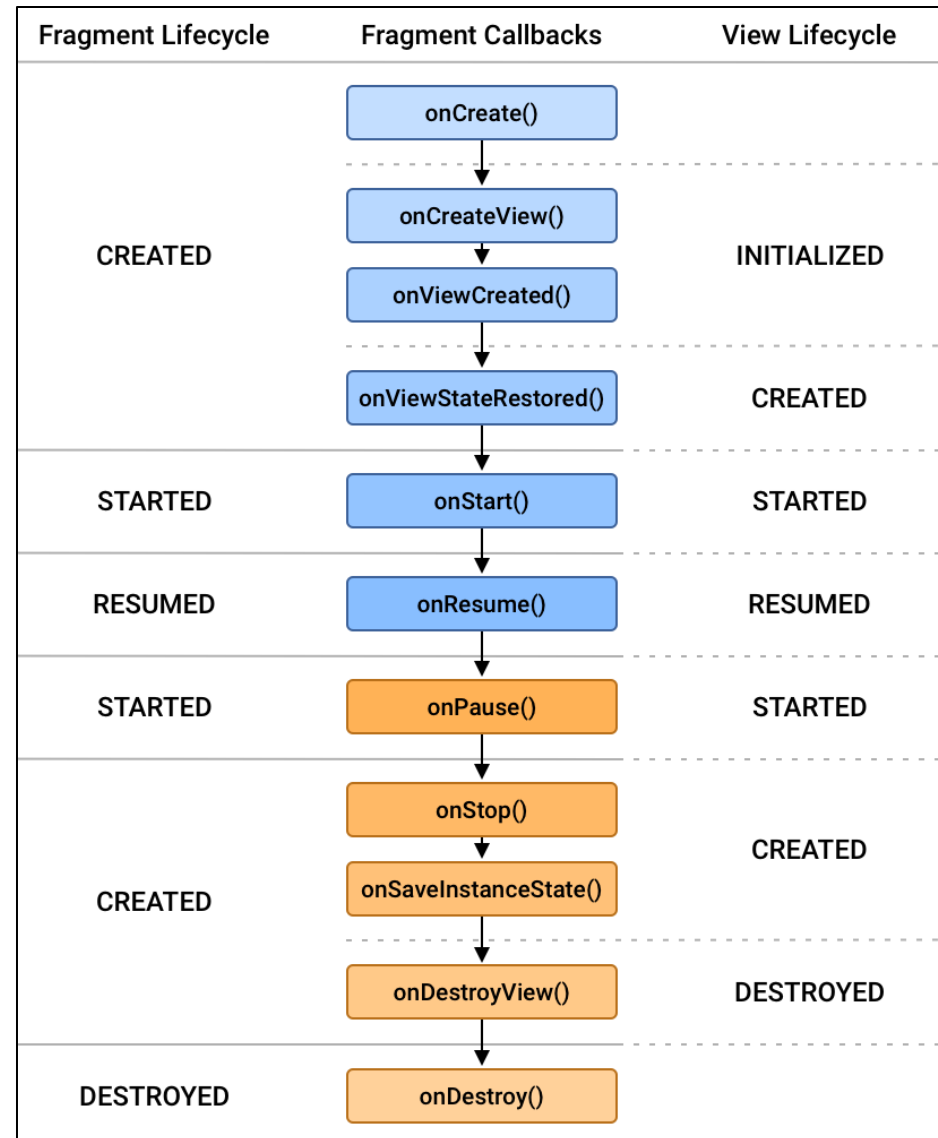 Fragment Lifecycle Fragment Callbacks View Lifecycle
onCreate()
onCreateView()
CREATED INITIALIZED
onViewCreated()
onViewStateRestored() CREATED
STARTED onStart() STARTED
RESUMED onResume() RESUMED
STARTED onPause() STARTED
onStop()
CREATED
onSaveInstanceState()
CREATED
onDestroyView() DESTROYED
DESTROYED onDestroy()